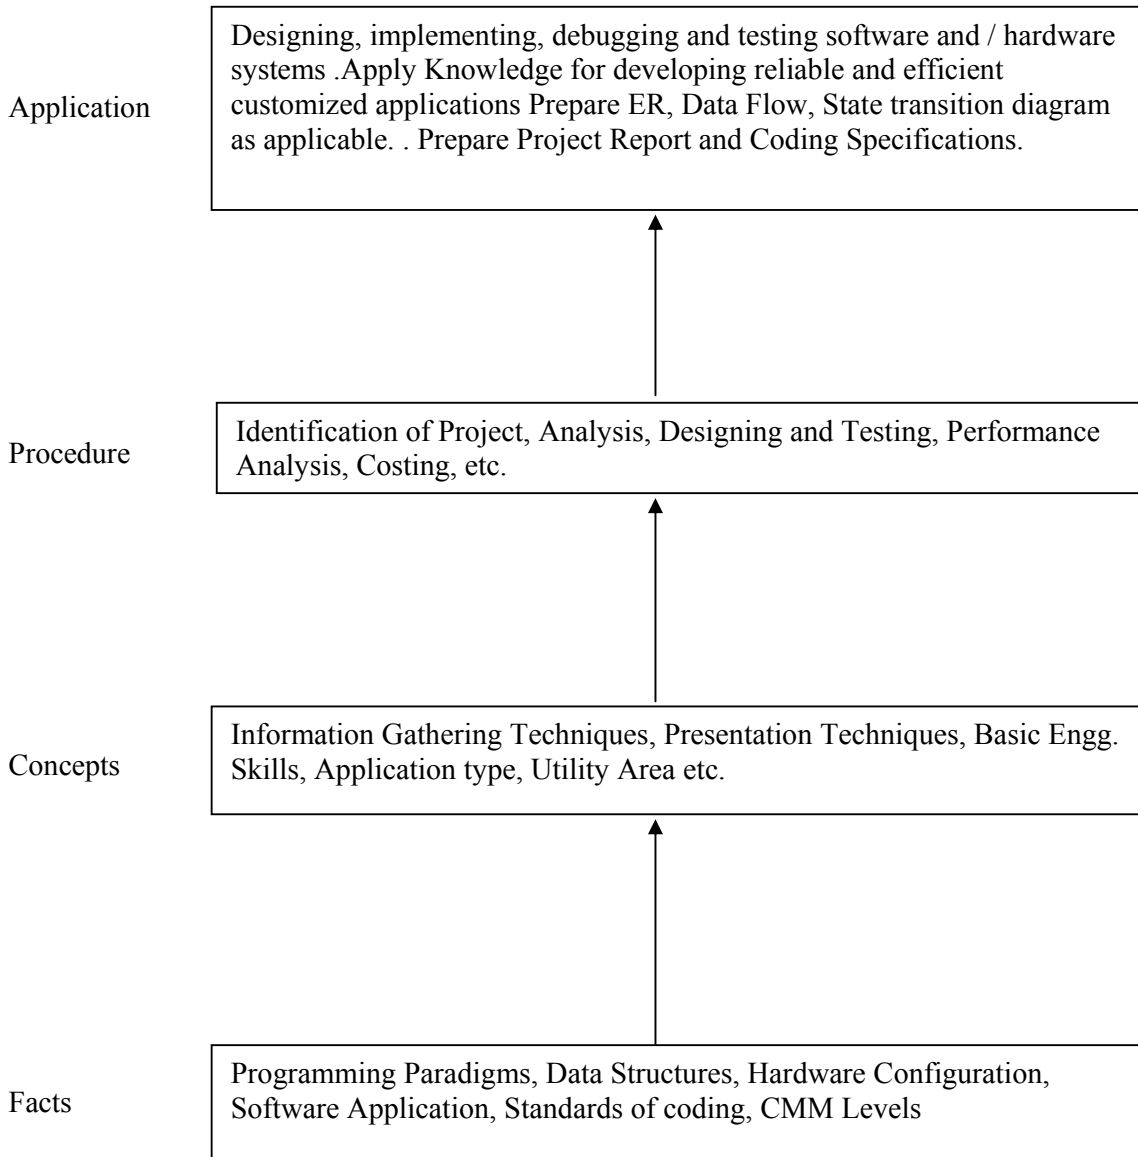 Designing, implementing, debugging and testing software and / hardware
systems .Apply Knowledge for developing reliable and efficient
customized applications Prepare ER, Data Flow, State transition diagram
as applicable. . Prepare Project Report and Coding Specifications.
Application
Identification of Project, Analysis, Designing and Testing, Performance
Analysis, Costing, etc.
Procedure
Information Gathering Techniques, Presentation Techniques, Basic Engg.
Skills, Application type, Utility Area etc.
Concepts
Programming Paradigms, Data Structures, Hardware Configuration,
Software Application, Standards of coding, CMM Levels
Facts